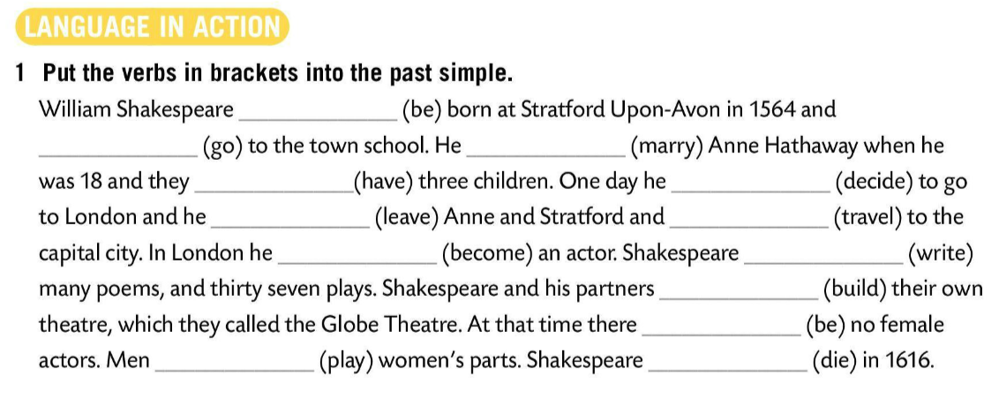 LANGUAGE IN ACTION
1 Put the verbs in brackets into the past simple.
William Shakespeare ______________ (be) born at Stratford Upon-Avon in 1564 and
______________ (go) to the town school. He ______________ (marry) Anne Hathaway when he
was 18 and they ______________ (have) three children. One day he ______________ (decide) to go
to London and he ______________ (leave) Anne and Stratford and ______________ (travel) to the
capital city. In London he ______________ (become) an actor. Shakespeare ______________ (write)
many poems, and thirty seven plays. Shakespeare and his partners ______________ (build) their own
theatre, which they called the Globe Theatre. At that time there ______________ (be) no female
actors. Men ______________ (play) women's parts. Shakespeare ______________ (die) in 1616.